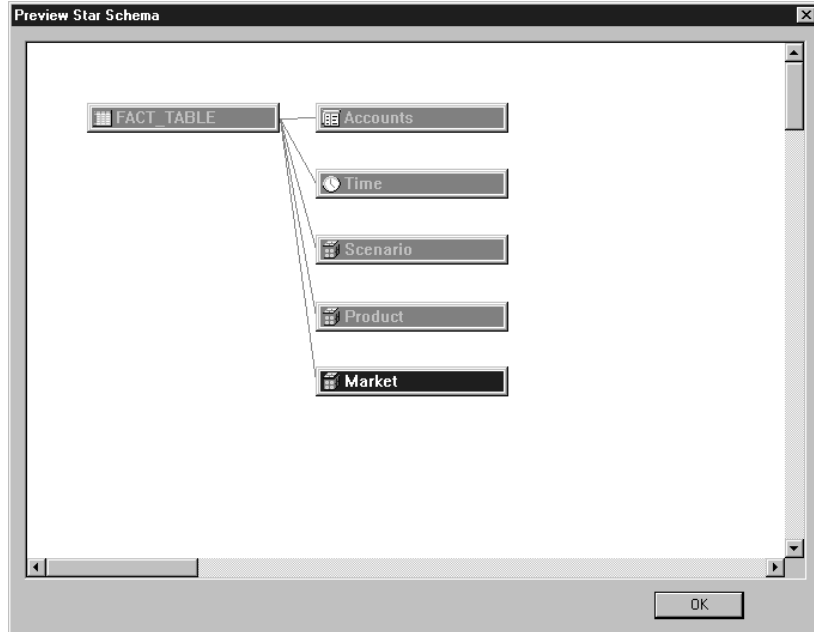 Preview Star Schema
FACT_TABLE
Accounts
Time
Scenario
Product
Market
OK